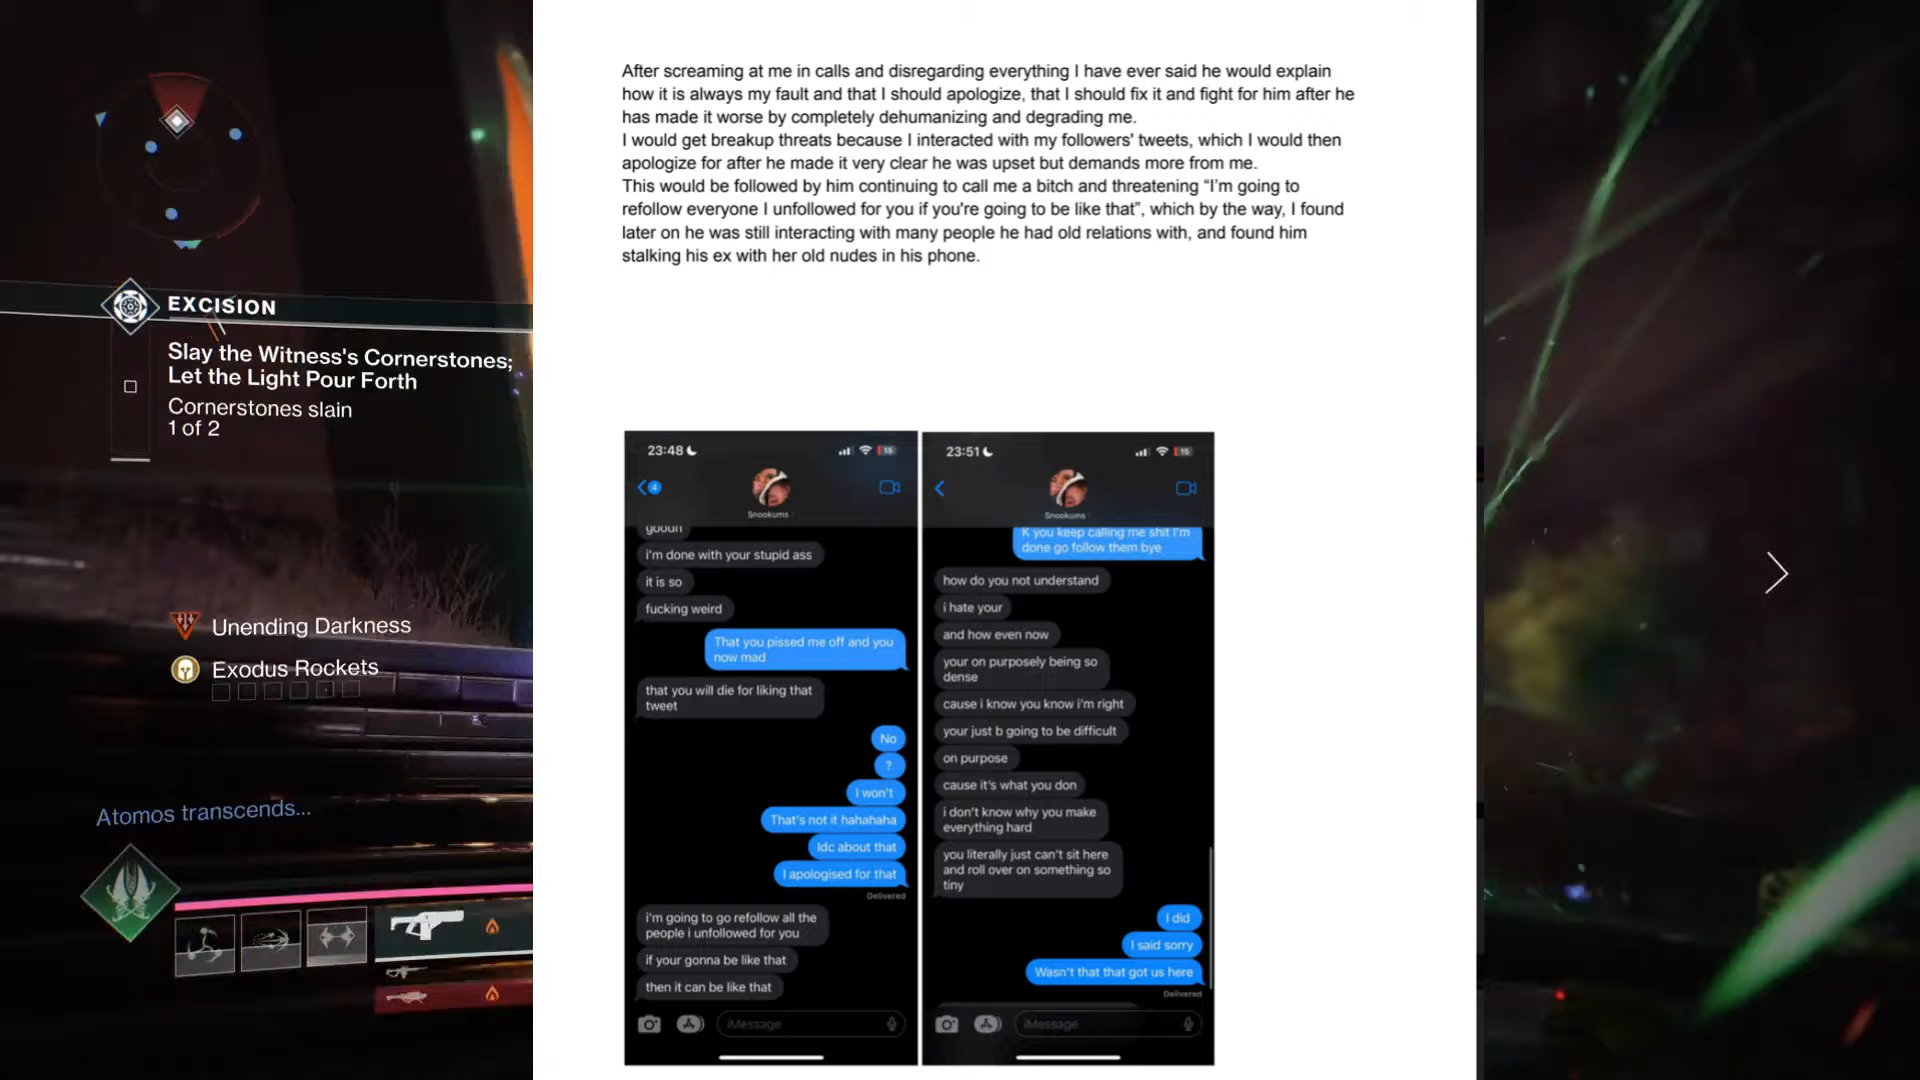 EXCISION
Slay the Witness's Cornerstones;
Let the Light Pour Forth
Cornerstones slain
1 of 2
Unending Darkness
Exodus Rockets
Atomos transcends...
After screaming at me in calls and disregarding everything I have ever said he would explain
how it is always my fault and that I should apologize, that I should fix it and fight for him after he
has made it worse by completely dehumanizing and degrading me.
I would get breakup threats because I interacted with my followers' tweets, which I would then
apologize for after he made it very clear he was upset but demands more from me.
This would be followed by him continuing to call me a bitch and threatening “I'm going to
refollow everyone I unfollowed for you if you're going to be like that”, which by the way, I found
later on he was still interacting with many people he had old relations with, and found him
stalking his ex with her old nudes in his phone.
23:48
15
4
Snookums
i'm done with your stupid ass
it is so
fucking weird
That you pissed me off and you
now mad
that you will die for liking that
tweet
No
?
I won't
That's not it hahahaha
Idc about that
I apologised for that
Delivered
i'm going to go refollow all the
people i unfollowed for you
if your gonna be like that
then it can be like that
iMessage
23:51
15
Snookums
K you keep calling me shit I'm
done go follow them bye
how do you not understand
i hate your
and how even now
your on purposely being so
dense
cause i know you know i'm right
your just b going to be difficult
on purpose
cause it's what you don
i don't know why you make
everything hard
you literally just can't sit here
and roll over on something so
tiny
I did
I said sorry
Wasn't that that got us here
Delivered
iMessage